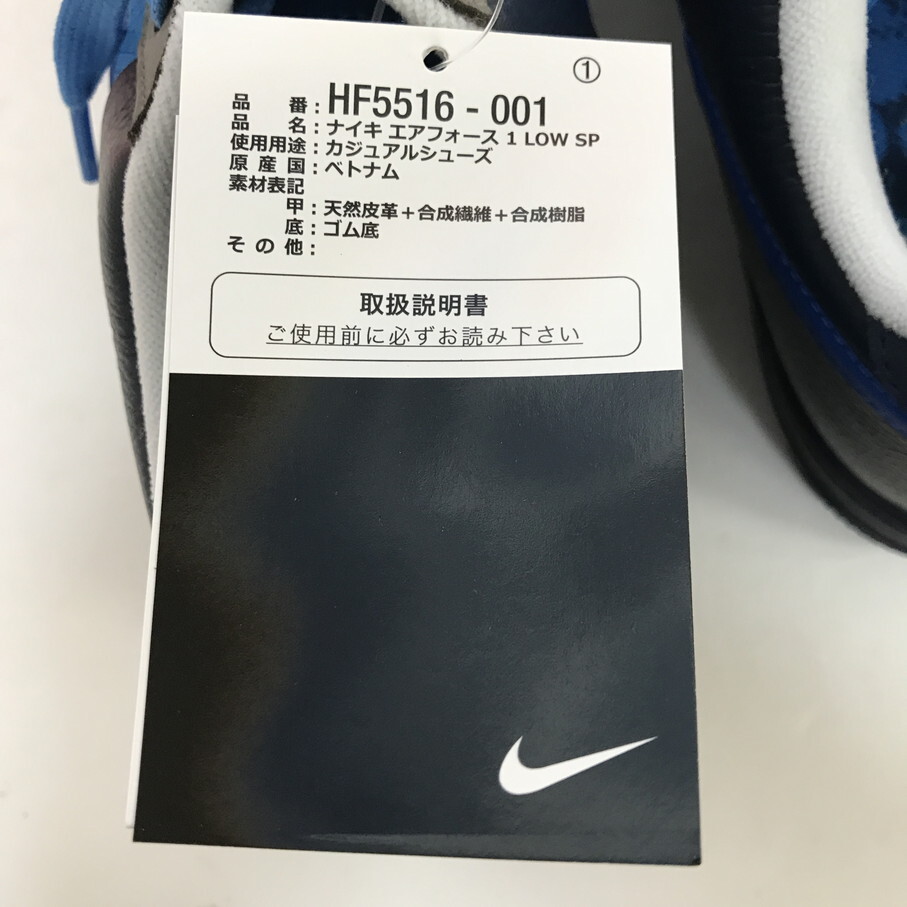 ①
品番：HF5516 - 001
品名：ナイキ エアフォース 1 LOW SP
使用用途：カジュアルシューズ
原産国：ベトナム
素材表記
甲：天然皮革＋合成繊維＋合成樹脂
底：ゴム底
その他：
取扱説明書
ご使用前に必ずお読み下さい